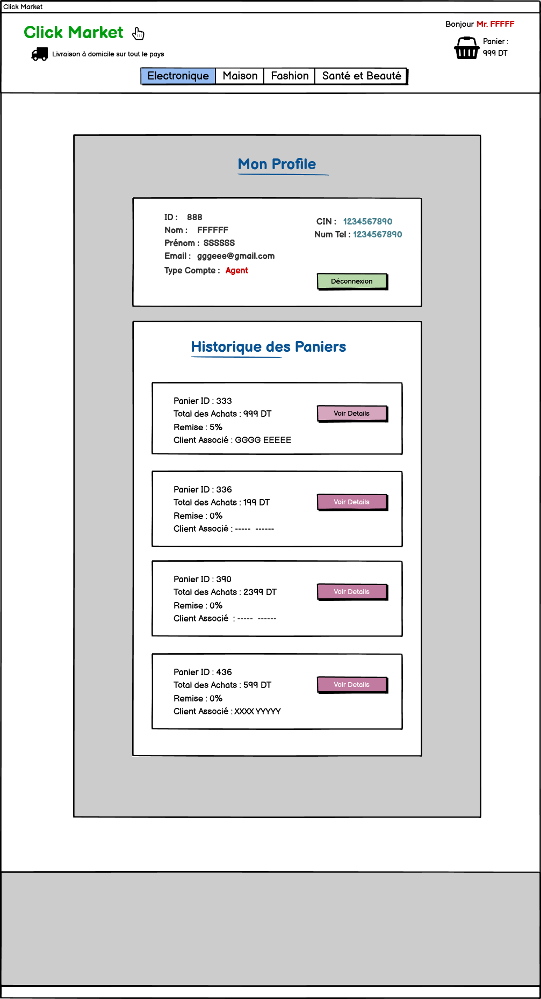 Click Market
Click Market
Bonjour Mr. FFFFF
Livraison à domicile sur tout le pays
Panier :
999 DT
Electronique Maison Fashion Santé et Beauté
Mon Profile
ID : 888
Nom : FFFFFF
Prénom : SSSSSS
Email : gggeee@gmail.com
Type Compte : Agent
CIN : 1234567890
Num Tel : 1234567890
Déconnexion
Historique des Paniers
Panier ID : 333
Total des Achats : 999 DT
Remise : 5%
Client Associé : GGGG EEEEE
Voir Details
Panier ID : 336
Total des Achats : 199 DT
Remise : 0%
Client Associé : ----- ------
Voir Details
Panier ID : 390
Total des Achats : 2399 DT
Remise : 0%
Client Associé : ----- ------
Voir Details
Panier ID : 436
Total des Achats : 599 DT
Remise : 0%
Client Associé : XXXX YYYYY
Voir Details